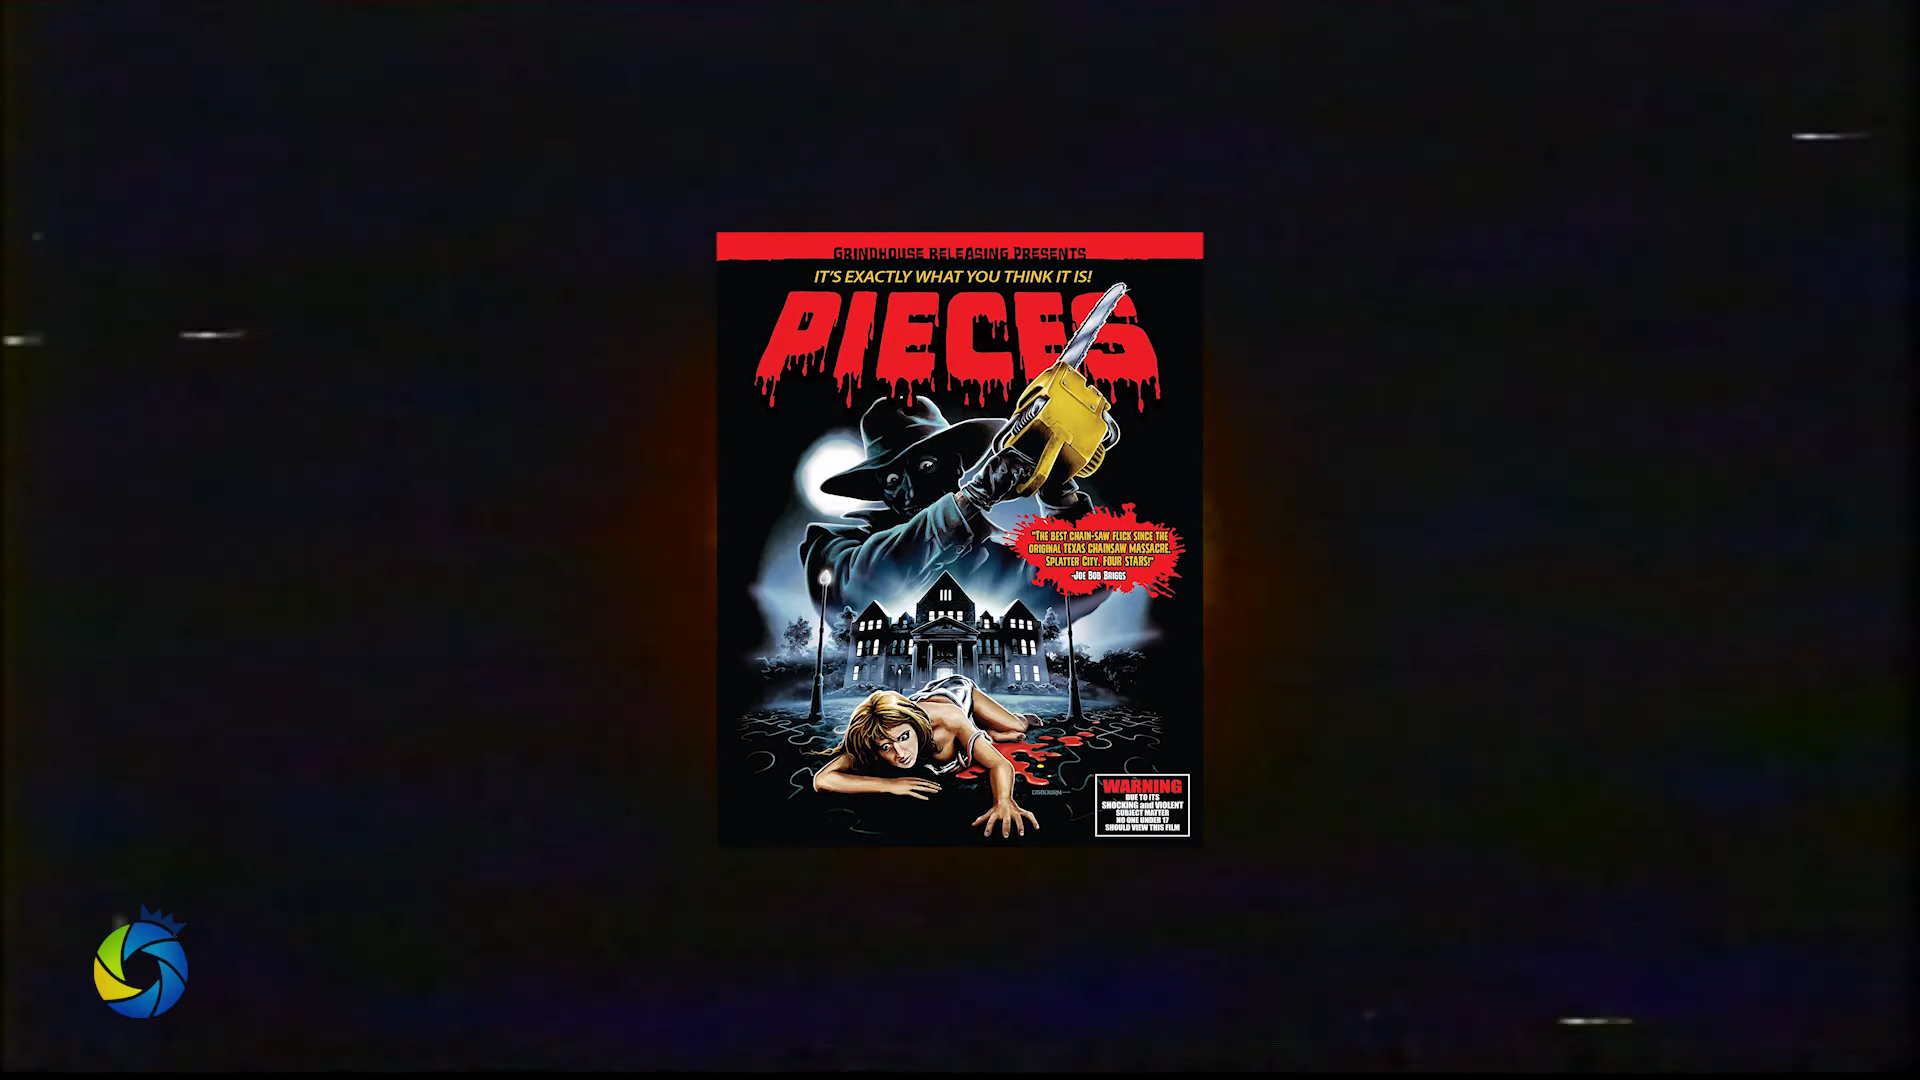 GRINDHOUSE RELEASING PRESENTS
IT'S EXACTLY WHAT YOU THINK IT IS!
PIECES
"THE BEST CHAIN-SAW FLICK SINCE THE
ORIGINAL TEXAS CHAINSAW MASSACRE.
SPLATTER CITY. FOUR STARS!"
-JOE BOB BRIGGS
OSBOURN
WARNING
DUE TO ITS
SHOCKING and VIOLENT
SUBJECT MATTER
NO ONE UNDER 17
SHOULD VIEW THIS FILM